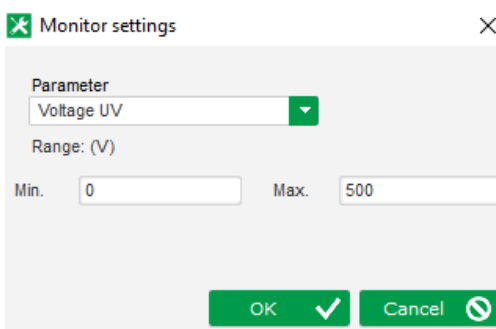 Monitor settings
Parameter
Voltage UV
Range: (V)
Min. 0 Max. 500
OK Cancel